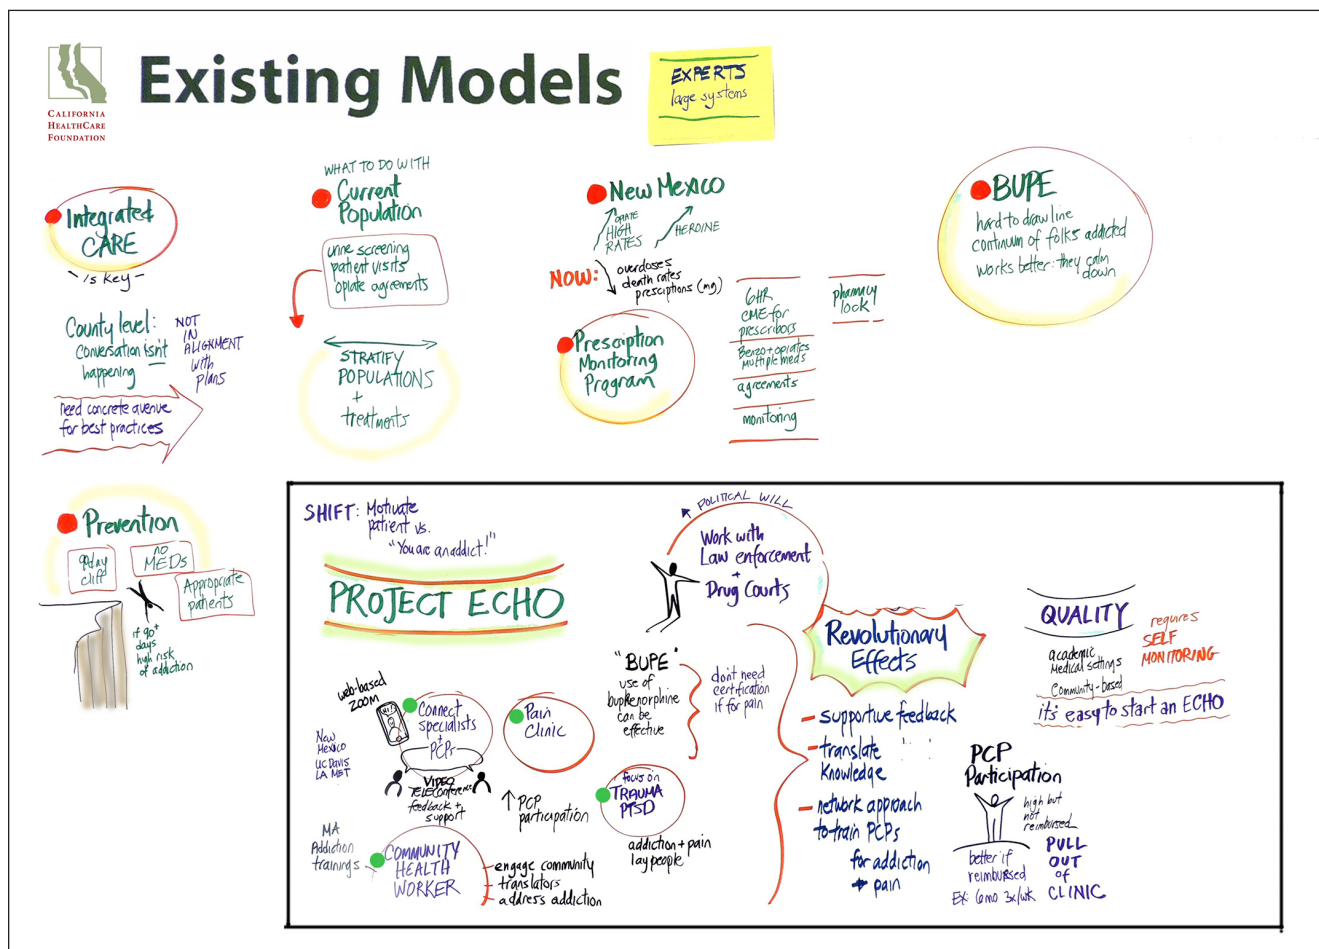 CALIFORNIA
HEALTHCARE
FOUNDATION
Existing Models
EXPERTS
large systems
Integrated
CARE
- is key -
County level:
conversation isn't
happening
NOT
IN
ALIGNMENT
with
plans
need concrete avenue
for best practices
WHAT TO DO WITH
Current
Population
urine screening
patient visits
opiate agreements
STRATIFY
POPULATIONS
+
treatments
New Mexico
OPIATE
HIGH
RATES
HEROINE
NOW:
overdoses
death rates
prescriptions (mg)
Prescription
Monitoring
Program
6HR
CME for
prescribors
Benzo + opiates
multiple meds
agreements
monitoring
pharmacy
lock
BUPE
hard to draw line
continuum of folks addicted
works better: they calm
down
Prevention
90day
cliff
no
MEDs
Appropriate
patients
if 90+
days
high risk
of addiction
SHIFT: Motivate
patient vs.
"You are an addict!"
PROJECT ECHO
POLITICAL WILL
Work with
Law enforcement
+
Drug Courts
web-based
ZOOM
New
Mexico
UC Davis
LA NET
Connect
specialists
+
PCPs
VIDEO
TELECONFERENCE
feedback +
support
Pain
Clinic
↑ PCP
participation
"BUPE"
use of
buprenorphine
can be
effective
don't need
certification
if for pain
focus on
TRAUMA
PTSD
addiction + pain
lay people
MA
Addiction
trainings
COMMUNITY
HEALTH
WORKER
- engage community
- translators
- address addiction
Revolutionary
Effects
- supportive feedback
- translate
knowledge
- network approach
to train PCPs
for addiction
+ pain
QUALITY
academic
Medical settings
Community-based
requires
SELF
MONITORING
it's easy to start an ECHO
PCP
Participation
high but
not
reimbursed
better if
reimbursed
EX: 6mo 3x/wk
PULL
OUT
of
CLINIC